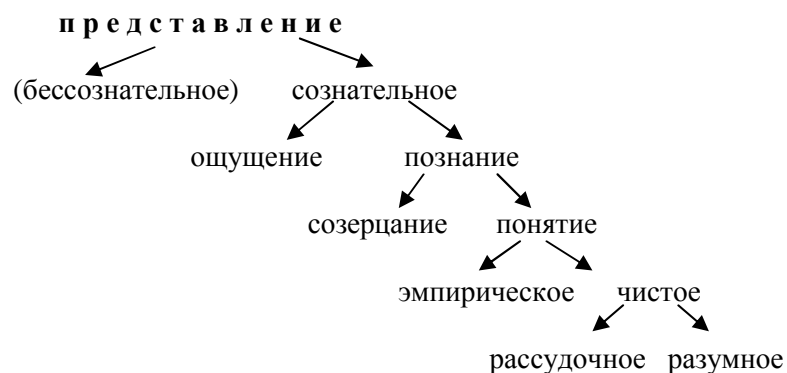 п р е д с т а в л е н и е
(бессознательное) сознательное
ощущение познание
созерцание понятие
эмпирическое чистое
рассудочное разумное